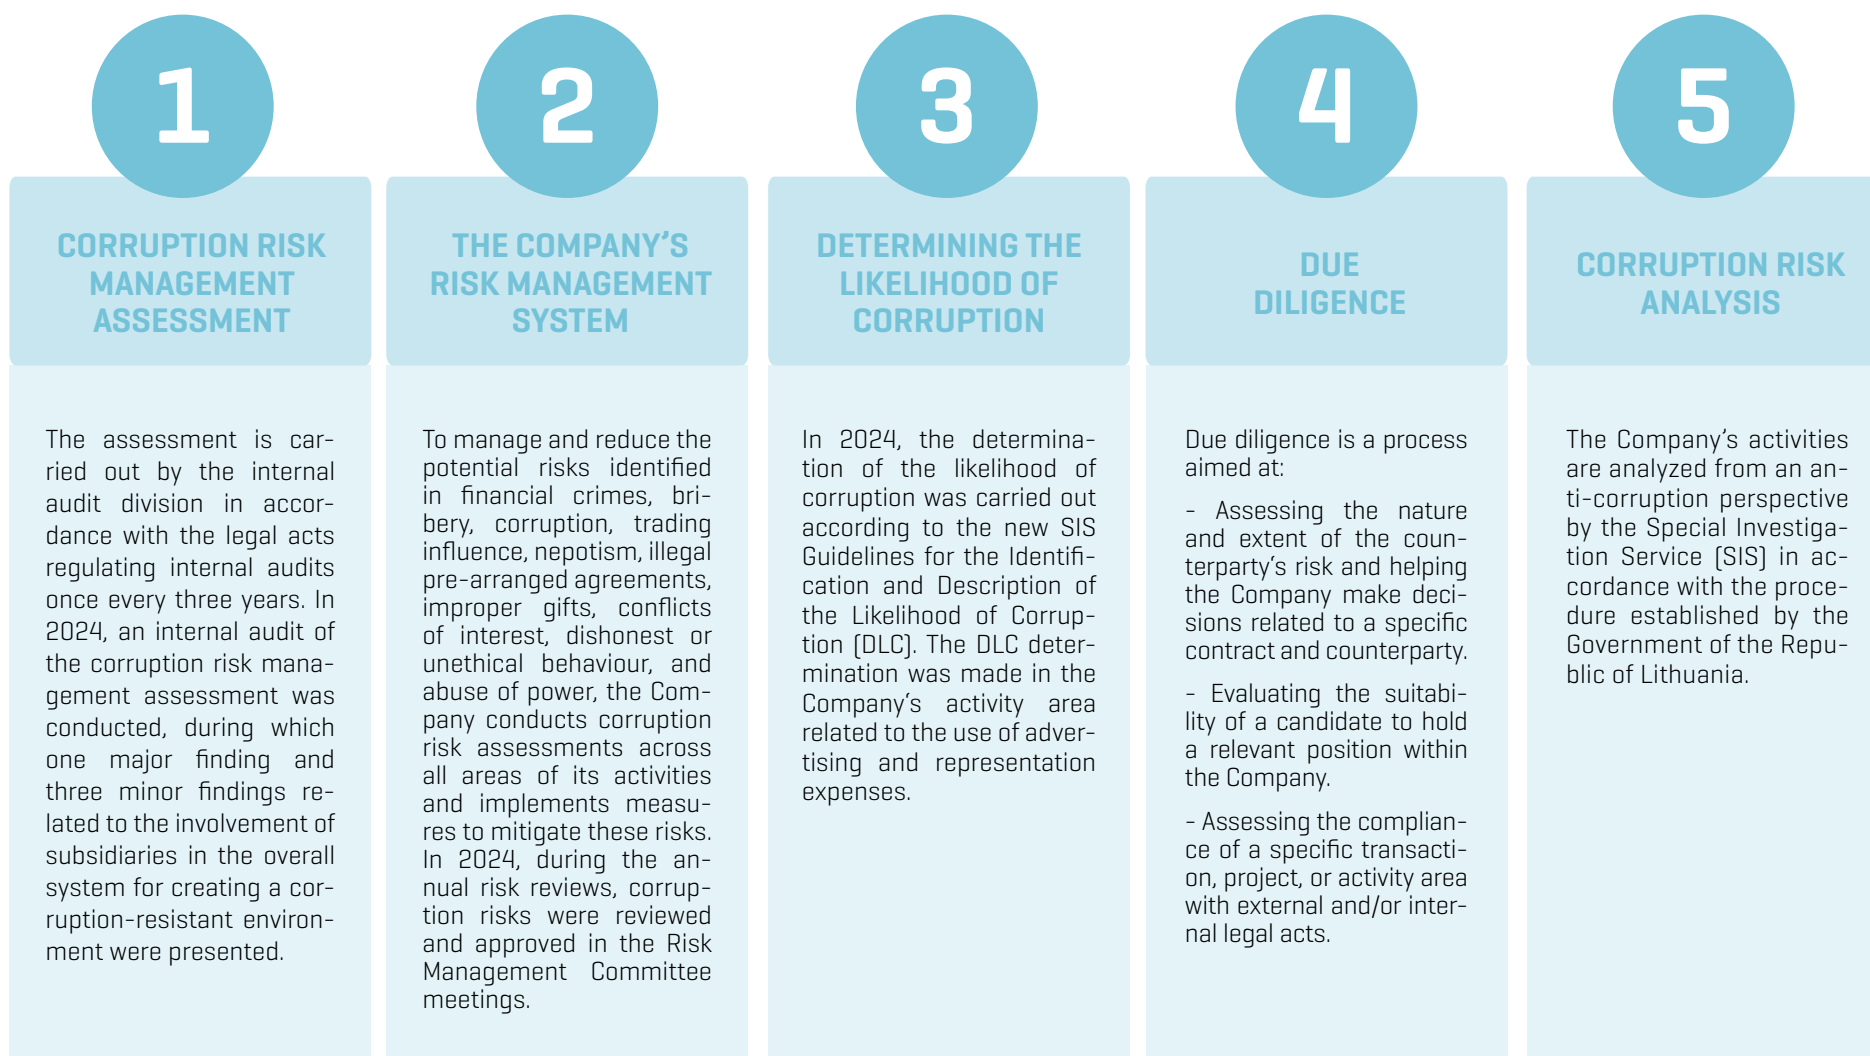 1
CORRUPTION RISK
MANAGEMENT
ASSESSMENT
The assessment is car-
ried out by the internal
audit division in accor-
dance with the legal acts
regulating internal audits
once every three years. In
2024, an internal audit of
the corruption risk mana-
gement assessment was
conducted, during which
one major finding and
three minor findings re-
lated to the involvement of
subsidiaries in the overall
system for creating a cor-
ruption-resistant environ-
ment were presented.
2
THE COMPANY’S
RISK MANAGEMENT
SYSTEM
To manage and reduce the
potential risks identified
in financial crimes, bri-
bery, corruption, trading
influence, nepotism, illegal
pre-arranged agreements,
improper gifts, conflicts
of interest, dishonest or
unethical behaviour, and
abuse of power, the Com-
pany conducts corruption
risk assessments across
all areas of its activities
and implements measu-
res to mitigate these risks.
In 2024, during the an-
nual risk reviews, corrup-
tion risks were reviewed
and approved in the Risk
Management Committee
meetings.
3
DETERMINING THE
LIKELIHOOD OF
CORRUPTION
In 2024, the determina-
tion of the likelihood of
corruption was carried out
according to the new SIS
Guidelines for the Identifi-
cation and Description of
the Likelihood of Corrup-
tion (DLC). The DLC deter-
mination was made in the
Company’s activity area
related to the use of adver-
tising and representation
expenses.
4
DUE
DILIGENCE
Due diligence is a process
aimed at:
- Assessing the nature
and extent of the coun-
terparty’s risk and helping
the Company make deci-
sions related to a specific
contract and counterparty.
- Evaluating the suitabi-
lity of a candidate to hold
a relevant position within
the Company.
- Assessing the complian-
ce of a specific transacti-
on, project, or activity area
with external and/or inter-
nal legal acts.
5
CORRUPTION RISK
ANALYSIS
The Company’s activities
are analyzed from an an-
ti-corruption perspective
by the Special Investiga-
tion Service (SIS) in ac-
cordance with the proce-
dure established by the
Government of the Repu-
blic of Lithuania.